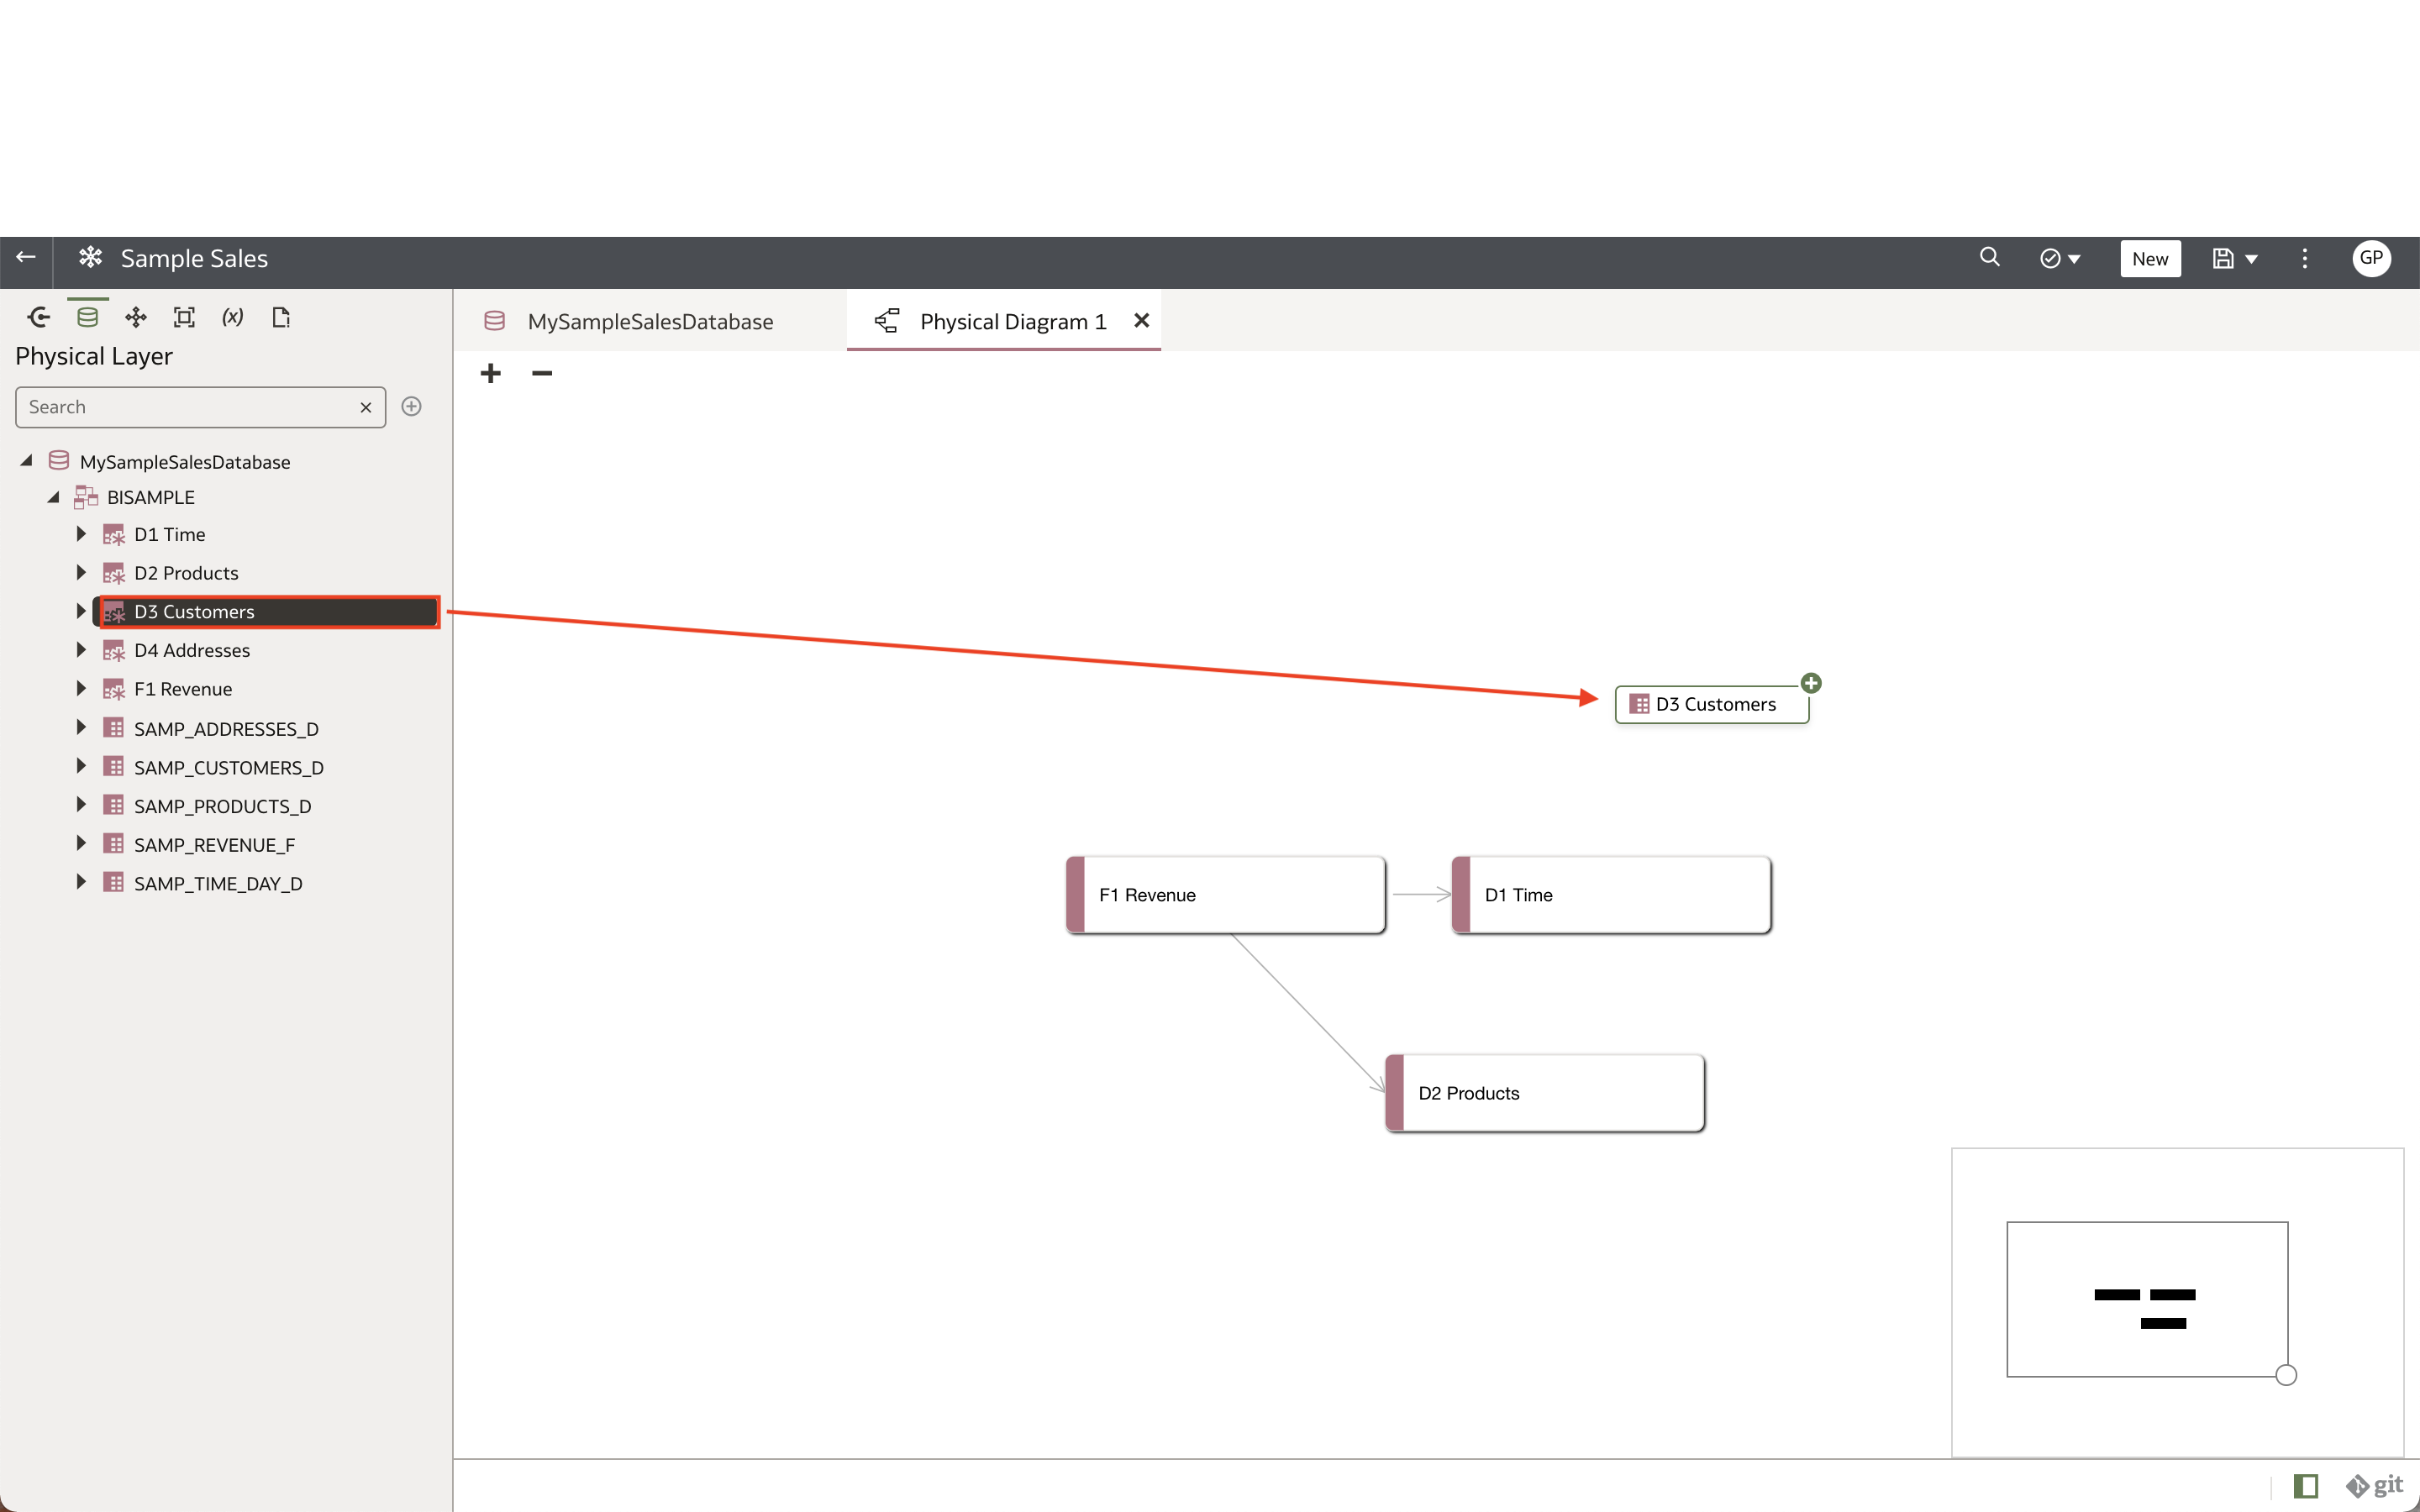 Sample Sales
New
GP
Physical Layer
Search
MySampleSalesDatabase
BISAMPLE
D1 Time
D2 Products
D3 Customers
D4 Addresses
F1 Revenue
SAMP_ADDRESSES_D
SAMP_CUSTOMERS_D
SAMP_PRODUCTS_D
SAMP_REVENUE_F
SAMP_TIME_DAY_D
MySampleSalesDatabase
Physical Diagram 1
D3 Customers
F1 Revenue
D1 Time
D2 Products
git